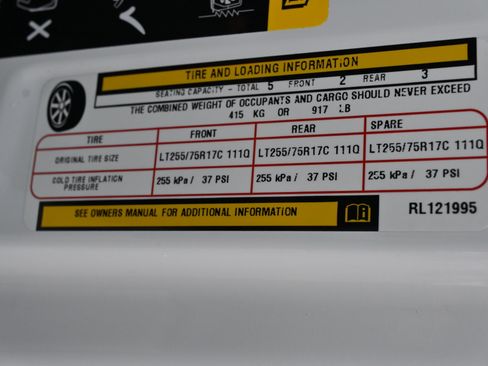 TIRE AND LOADING INFORMATION
SEATING CAPACITY - TOTAL 5 FRONT 2 REAR 3
THE COMBINED WEIGHT OF OCCUPANTS AND CARGO SHOULD NEVER EXCEED
415 KG OR 917 LB
TIRE FRONT REAR SPARE
ORIGINAL TIRE SIZE LT255/75R17C 111Q LT255/75R17C 111Q LT255/75R17C 111Q
COLD TIRE INFLATION PRESSURE 255 kPa / 37 PSI 255 kPa / 37 PSI 255 kPa / 37 PSI
SEE OWNERS MANUAL FOR ADDITIONAL INFORMATION RL121995